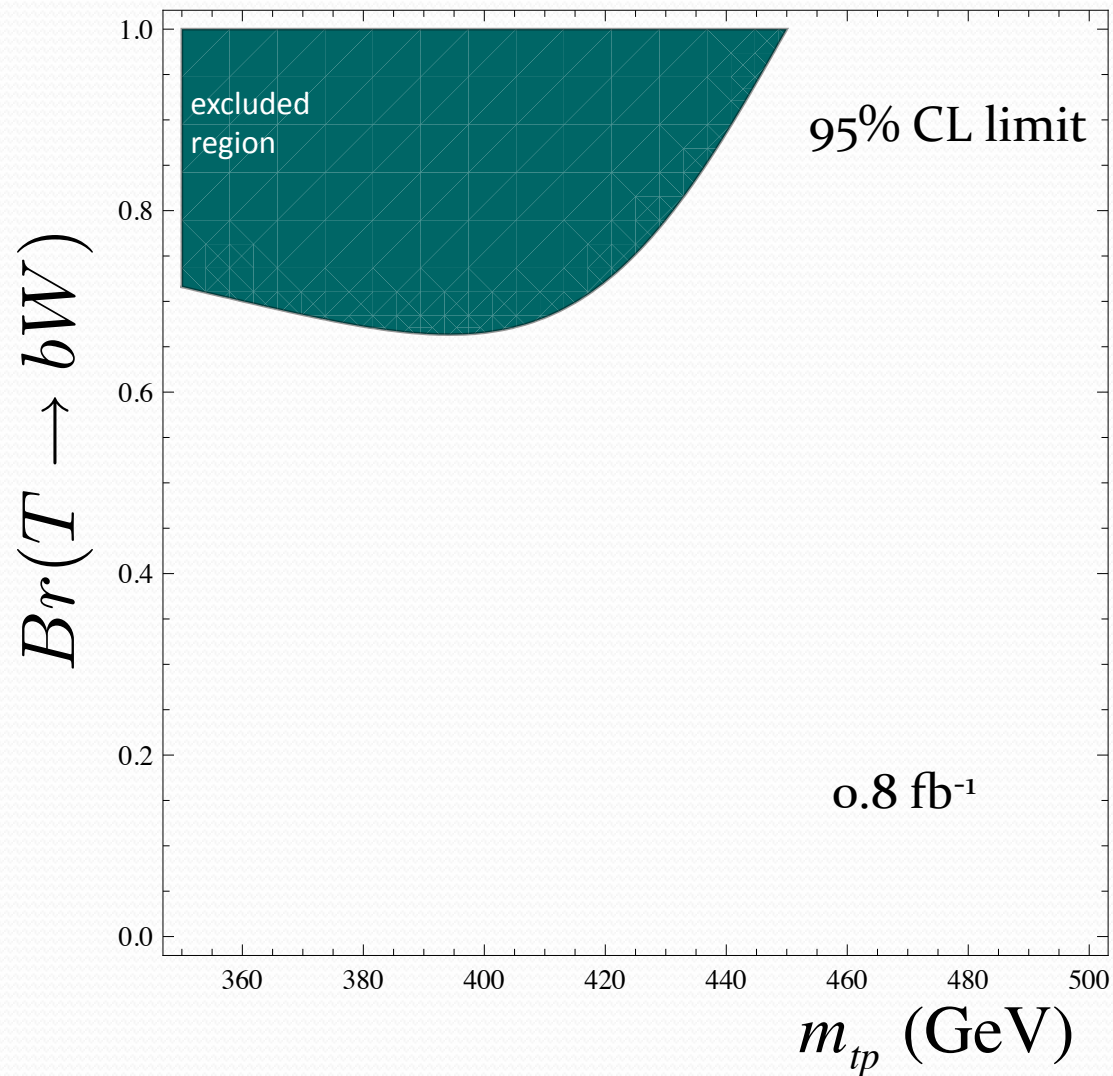 1.0
0.8
0.6
0.4
0.2
0.0
Br(T → bW)
excluded
region
95% CL limit
0.8 fb⁻¹
360 380 400 420 440 460 480 500
m_tp (GeV)